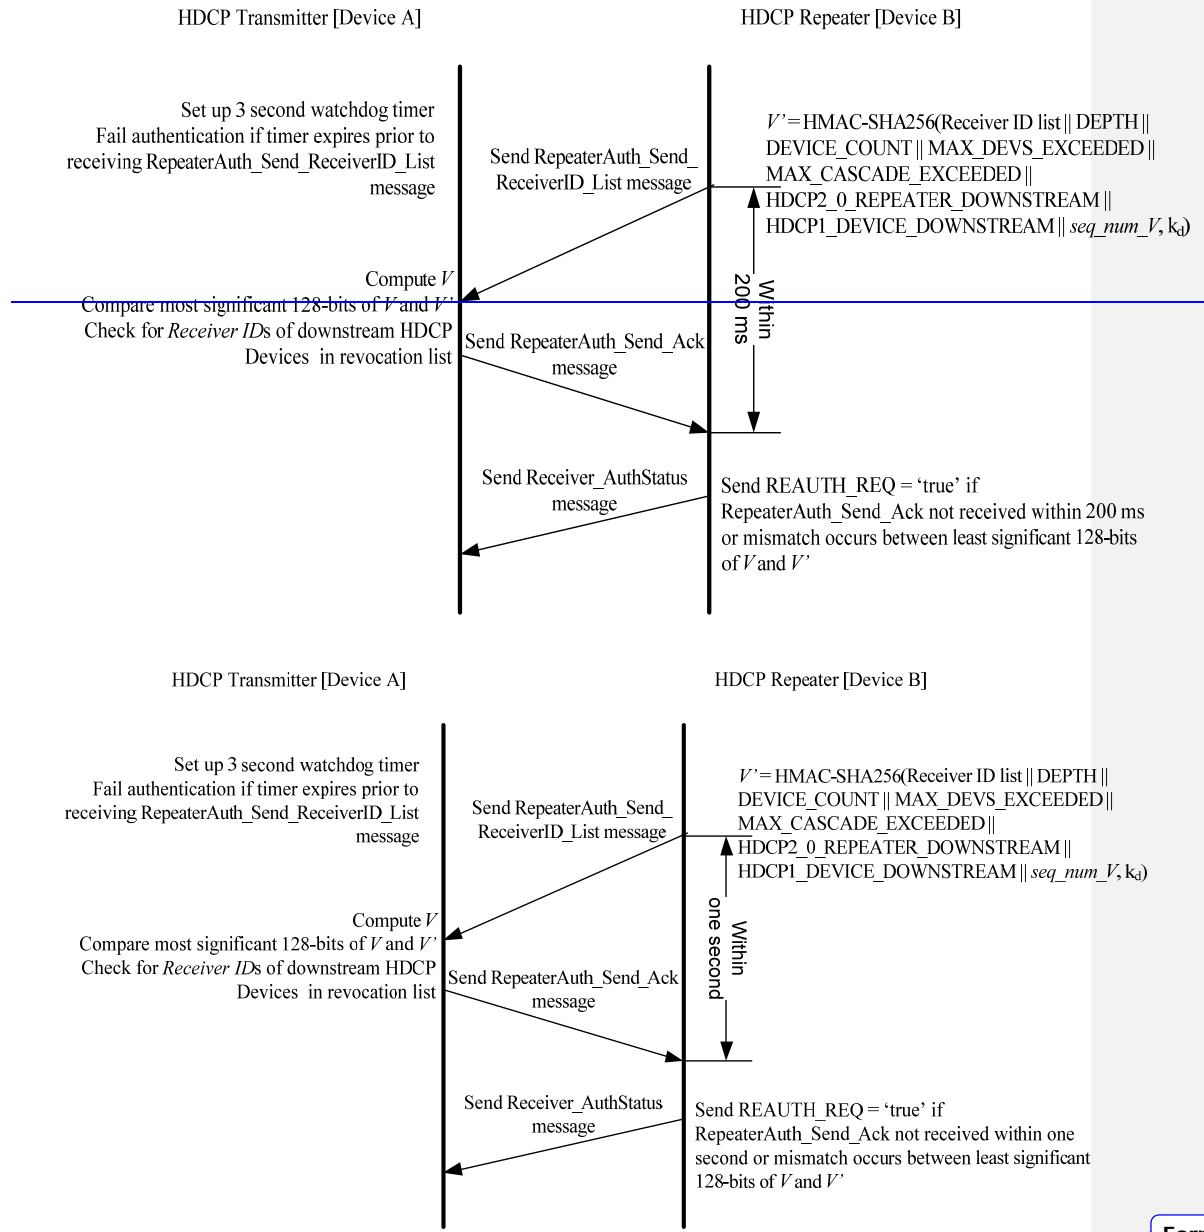 HDCP Transmitter [Device A]
HDCP Repeater [Device B]
Set up 3 second watchdog timer
Fail authentication if timer expires prior to
receiving RepeaterAuth_Send_ReceiverID_List
message
Send RepeaterAuth_Send_
ReceiverID_List message
V’ = HMAC-SHA256(Receiver ID list || DEPTH ||
DEVICE_COUNT || MAX_DEVS_EXCEEDED ||
MAX_CASCADE_EXCEEDED ||
HDCP2_0_REPEATER_DOWNSTREAM ||
HDCP1_DEVICE_DOWNSTREAM || seq_num_V, kd)
Compute V
Compare most significant 128-bits of V and V’
Check for Receiver IDs of downstream HDCP
Devices in revocation list
Within
200 ms
Send RepeaterAuth_Send_Ack
message
Send Receiver_AuthStatus
message
Send REAUTH_REQ = ‘true’ if
RepeaterAuth_Send_Ack not received within 200 ms
or mismatch occurs between least significant 128-bits
of V and V’
HDCP Transmitter [Device A]
HDCP Repeater [Device B]
Set up 3 second watchdog timer
Fail authentication if timer expires prior to
receiving RepeaterAuth_Send_ReceiverID_List
message
Send RepeaterAuth_Send_
ReceiverID_List message
V’ = HMAC-SHA256(Receiver ID list || DEPTH ||
DEVICE_COUNT || MAX_DEVS_EXCEEDED ||
MAX_CASCADE_EXCEEDED ||
HDCP2_0_REPEATER_DOWNSTREAM ||
HDCP1_DEVICE_DOWNSTREAM || seq_num_V, kd)
Compute V
Compare most significant 128-bits of V and V’
Check for Receiver IDs of downstream HDCP
Devices in revocation list
Within
one second
Send RepeaterAuth_Send_Ack
message
Send Receiver_AuthStatus
message
Send REAUTH_REQ = ‘true’ if
RepeaterAuth_Send_Ack not received within one
second or mismatch occurs between least significant
128-bits of V and V’